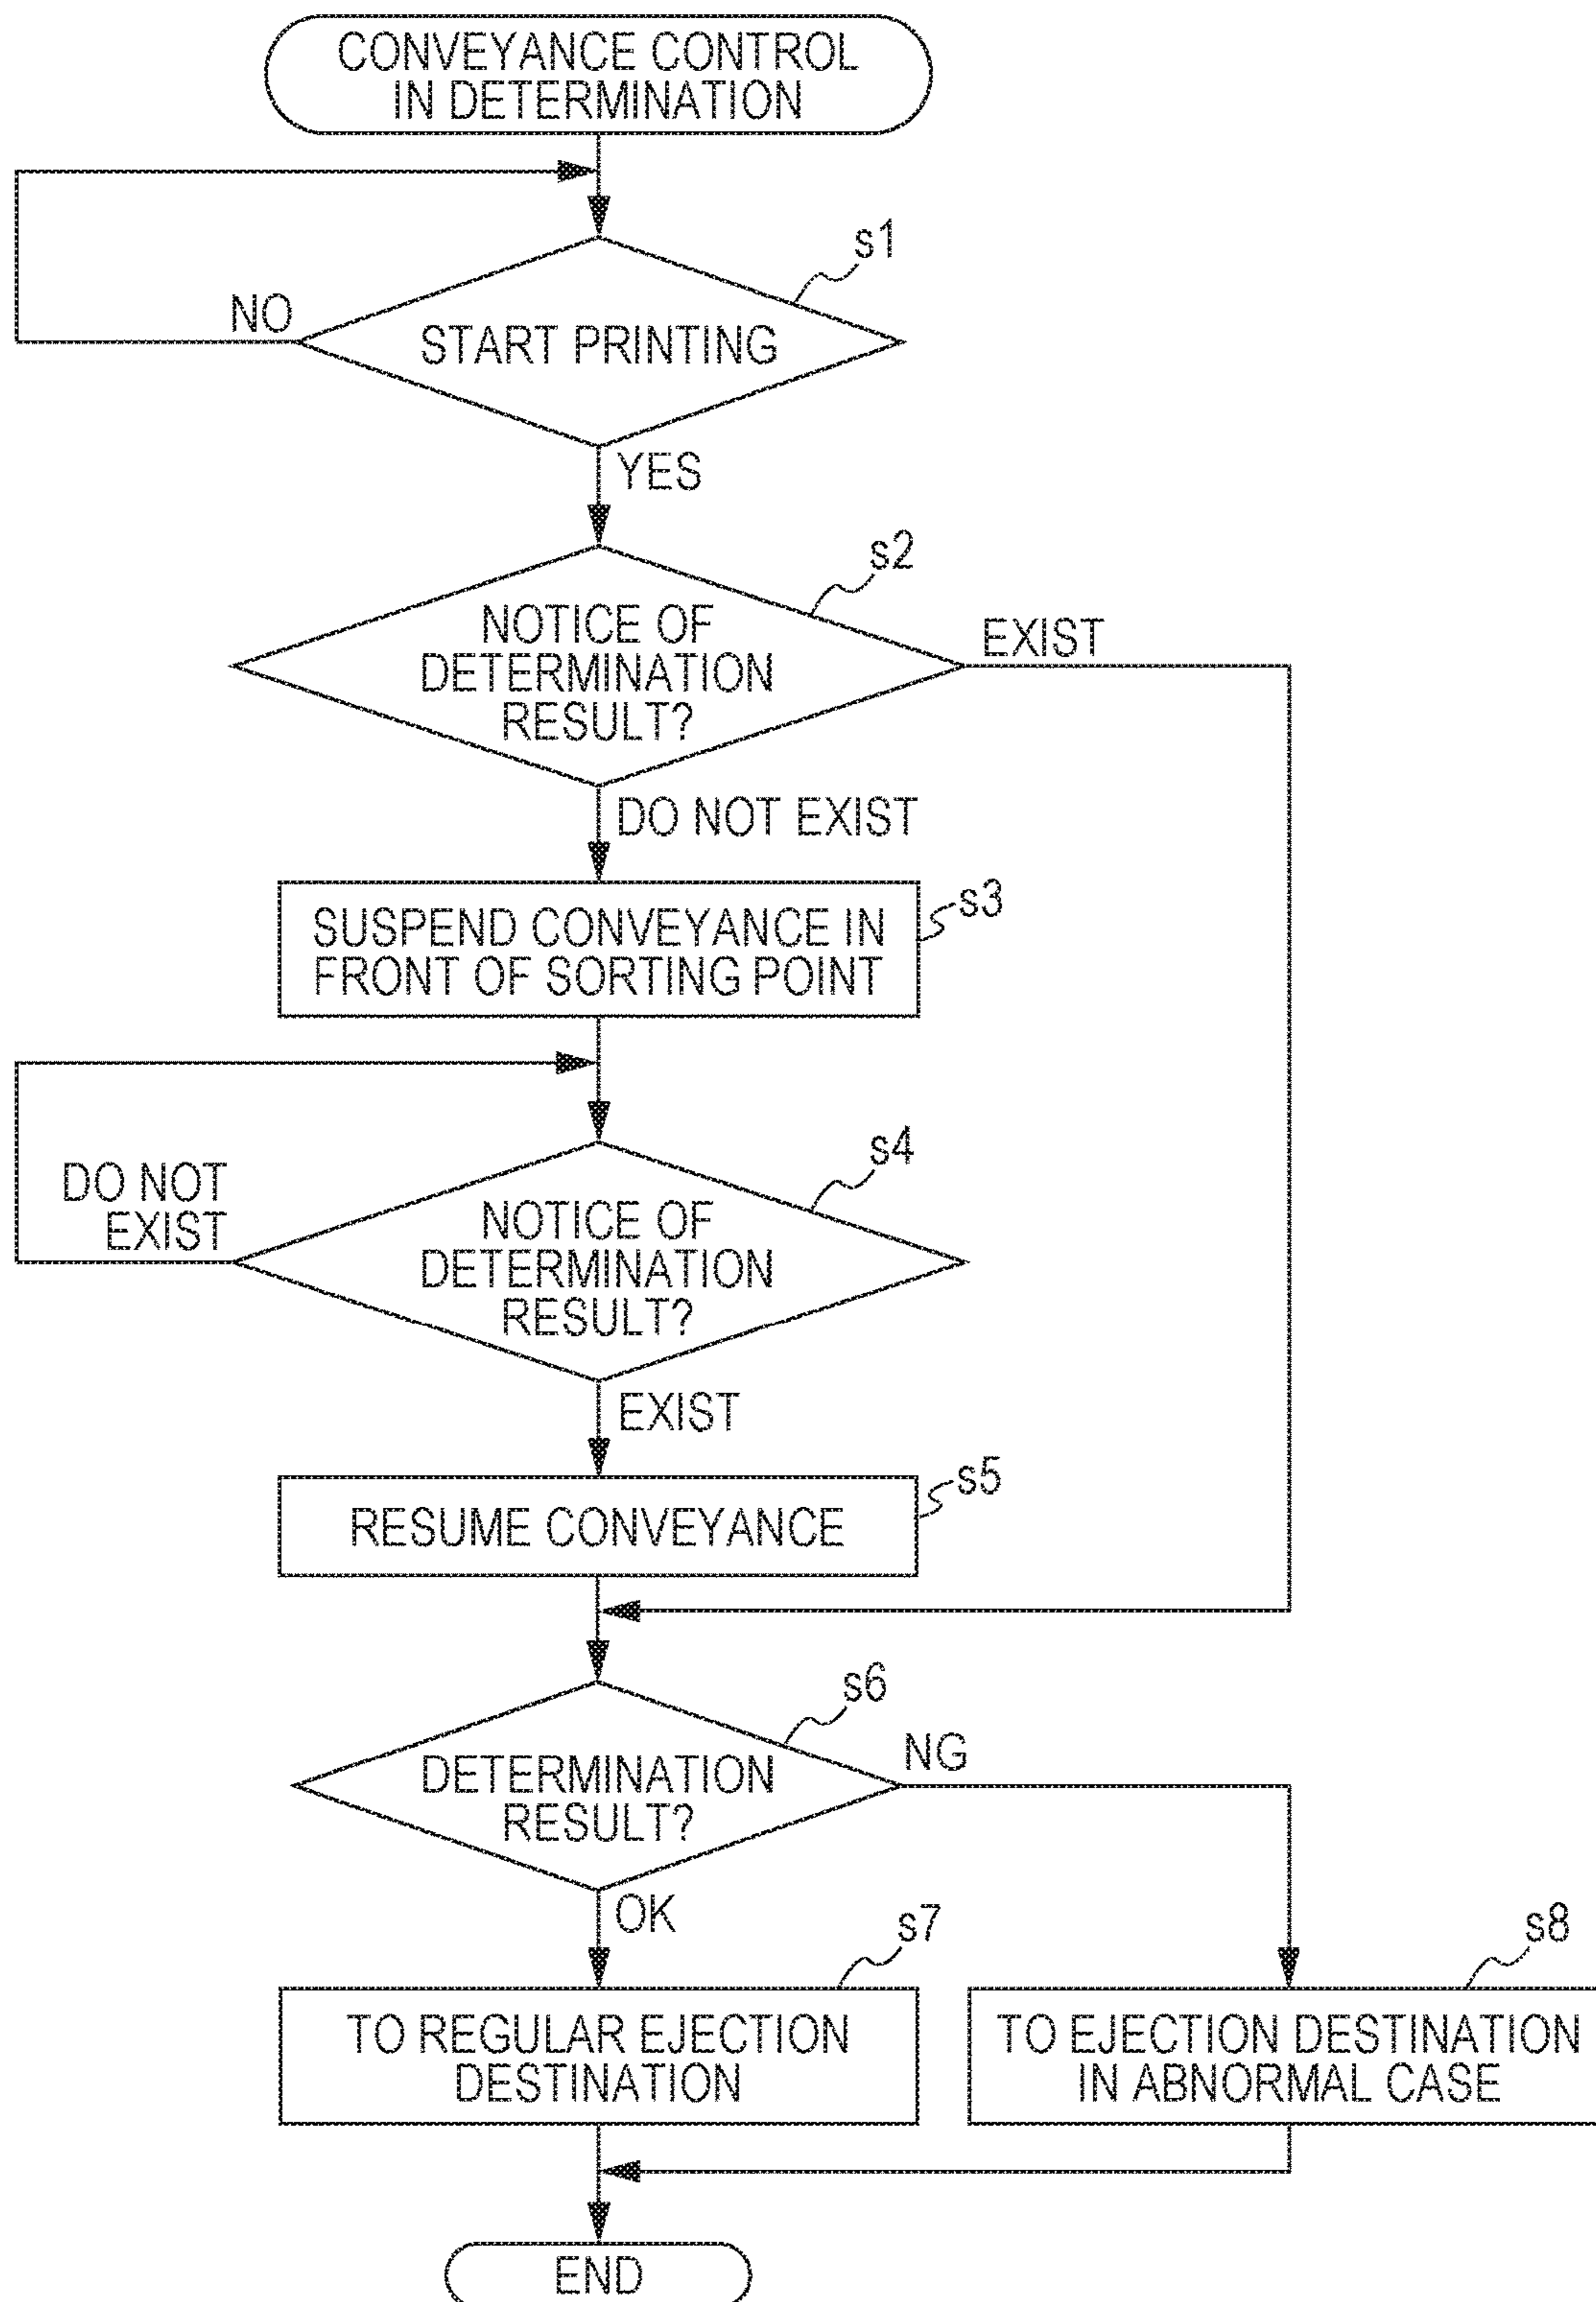 CONVEYANCE CONTROL
IN DETERMINATION
s1
NO
START PRINTING
YES
s2
NOTICE OF
DETERMINATION
RESULT?
EXIST
DO NOT EXIST
s3
SUSPEND CONVEYANCE IN
FRONT OF SORTING POINT
s4
DO NOT
EXIST
NOTICE OF
DETERMINATION
RESULT?
EXIST
s5
RESUME CONVEYANCE
s6
NG
DETERMINATION
RESULT?
OK
s7
s8
TO REGULAR EJECTION
DESTINATION
TO EJECTION DESTINATION
IN ABNORMAL CASE
END